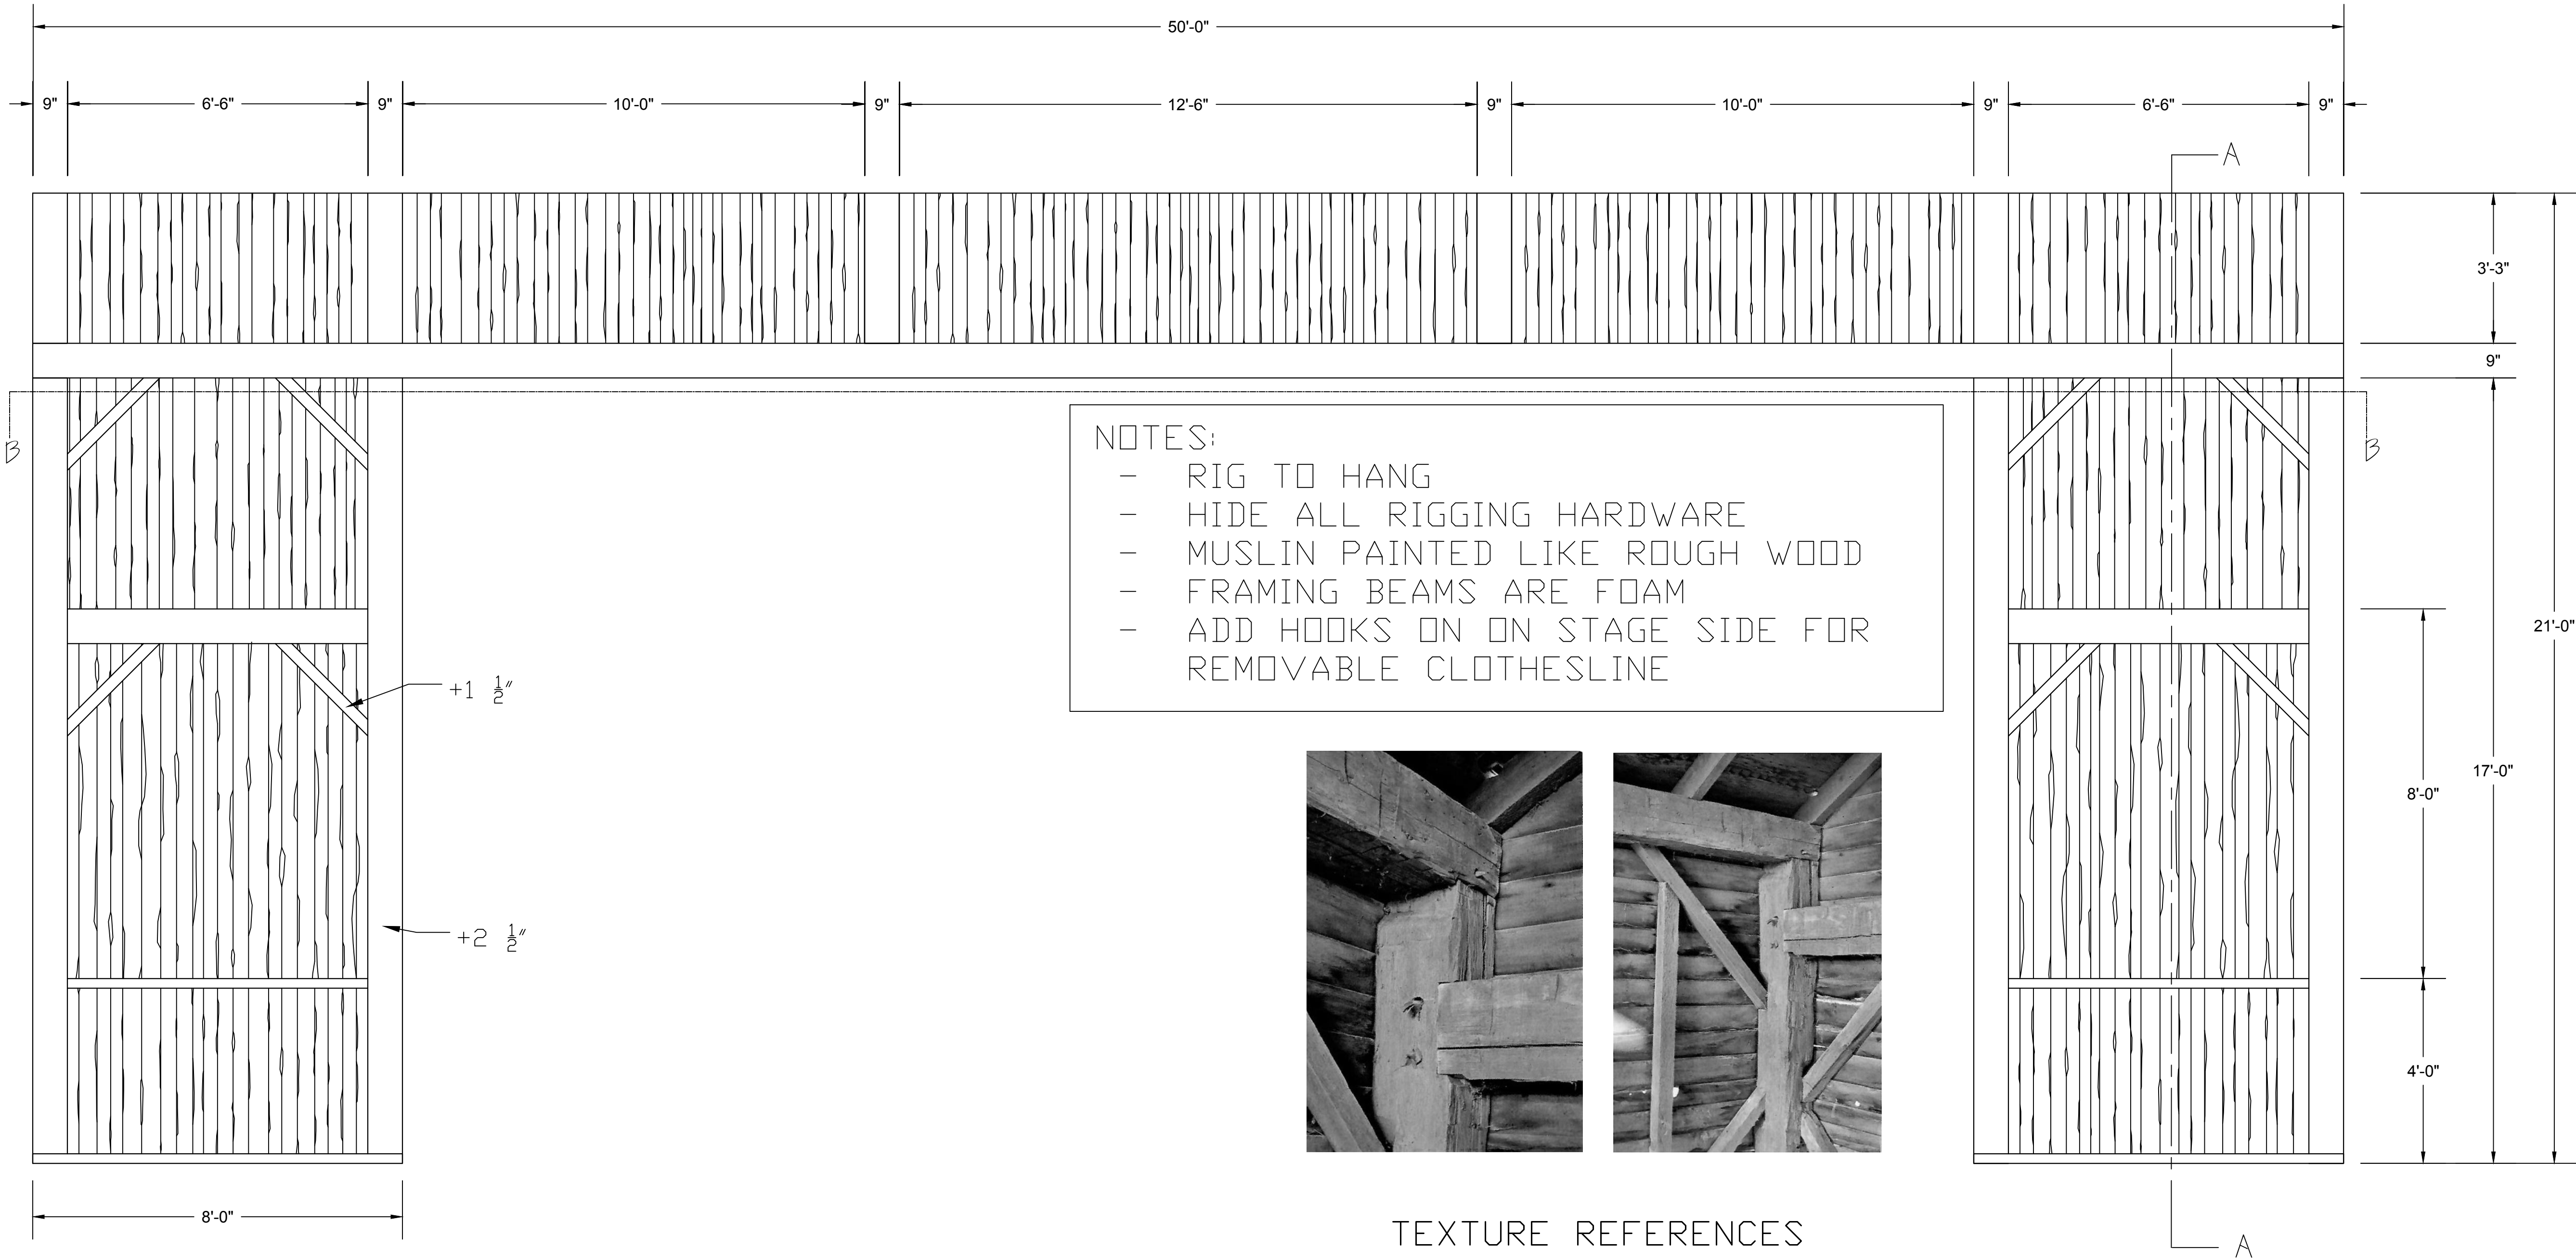 50'-0"
9" 6'-6" 9" 10'-0" 9" 12'-6" 9" 10'-0" 9" 6'-6" 9"
A
3'-3"
9"
B B
NOTES:
- RIG TO HANG
- HIDE ALL RIGGING HARDWARE
- MUSLIN PAINTED LIKE ROUGH WOOD
- FRAMING BEAMS ARE FOAM
- ADD HOOKS ON ON STAGE SIDE FOR
REMOVABLE CLOTHESLINE
21'-0"
+1 1/2"
17'-0"
8'-0"
+2 1/2"
4'-0"
8'-0"
TEXTURE REFERENCES
A